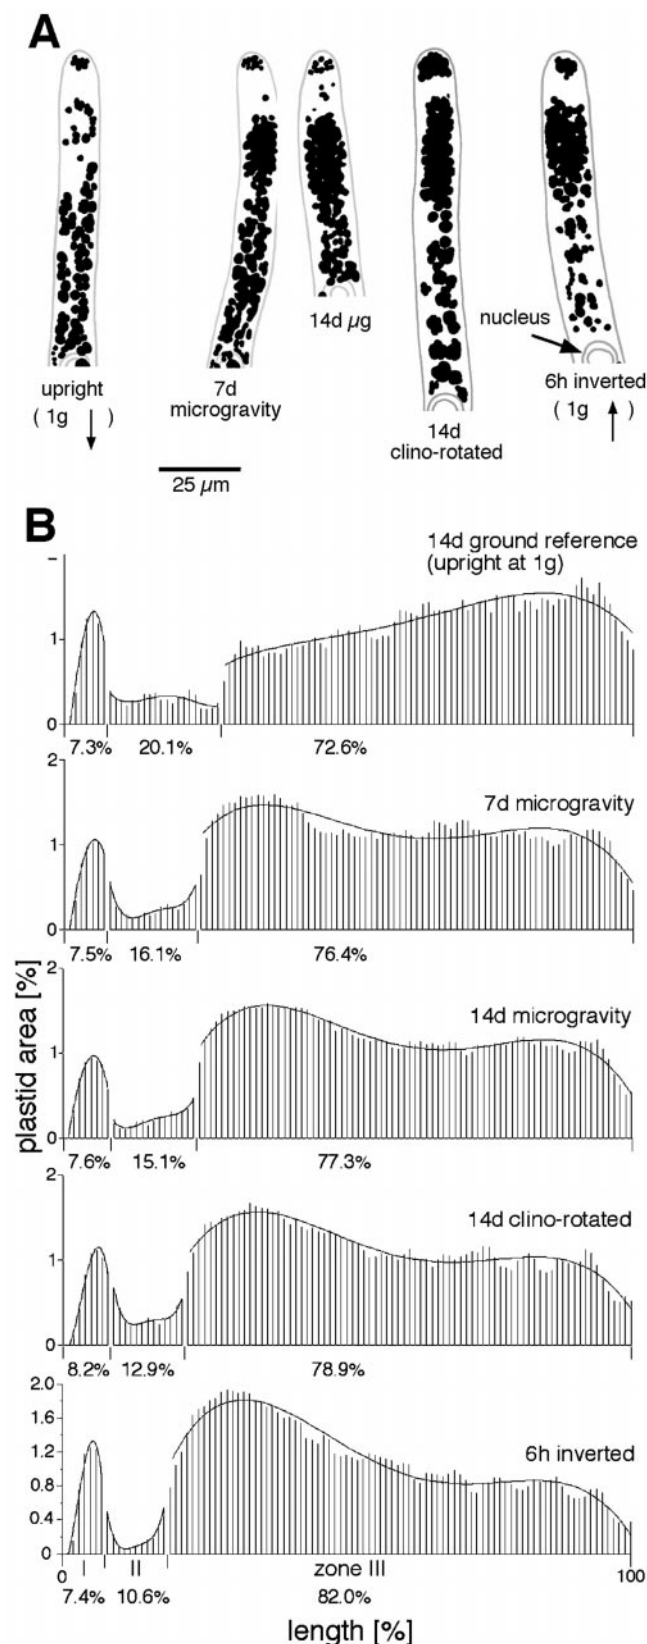 A
upright
( 1g )
7d
microgravity
14d µg
14d
clino-rotated
nucleus
6h inverted
( 1g )
25 µm
B
14d ground reference
(upright at 1g)
1
0
7.3% 20.1% 72.6%
2
7d microgravity
1
0
7.5% 16.1% 76.4%
plastid area [%]
2
14d microgravity
1
0
7.6% 15.1% 77.3%
2
14d clino-rotated
1
0
8.2% 12.9% 78.9%
2.0
1.6
6h inverted
1.2
0.8
0.4
0
0 I II zone III 100
7.4% 10.6% 82.0%
length [%]